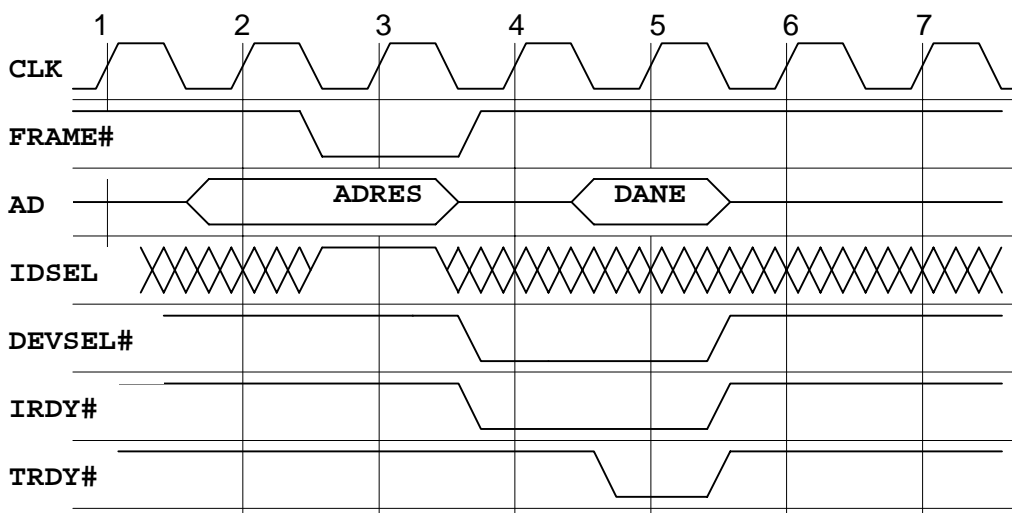 1 2 3 4 5 6 7
CLK
FRAME#
AD ADRES DANE
IDSEL
DEVSEL#
IRDY#
TRDY#